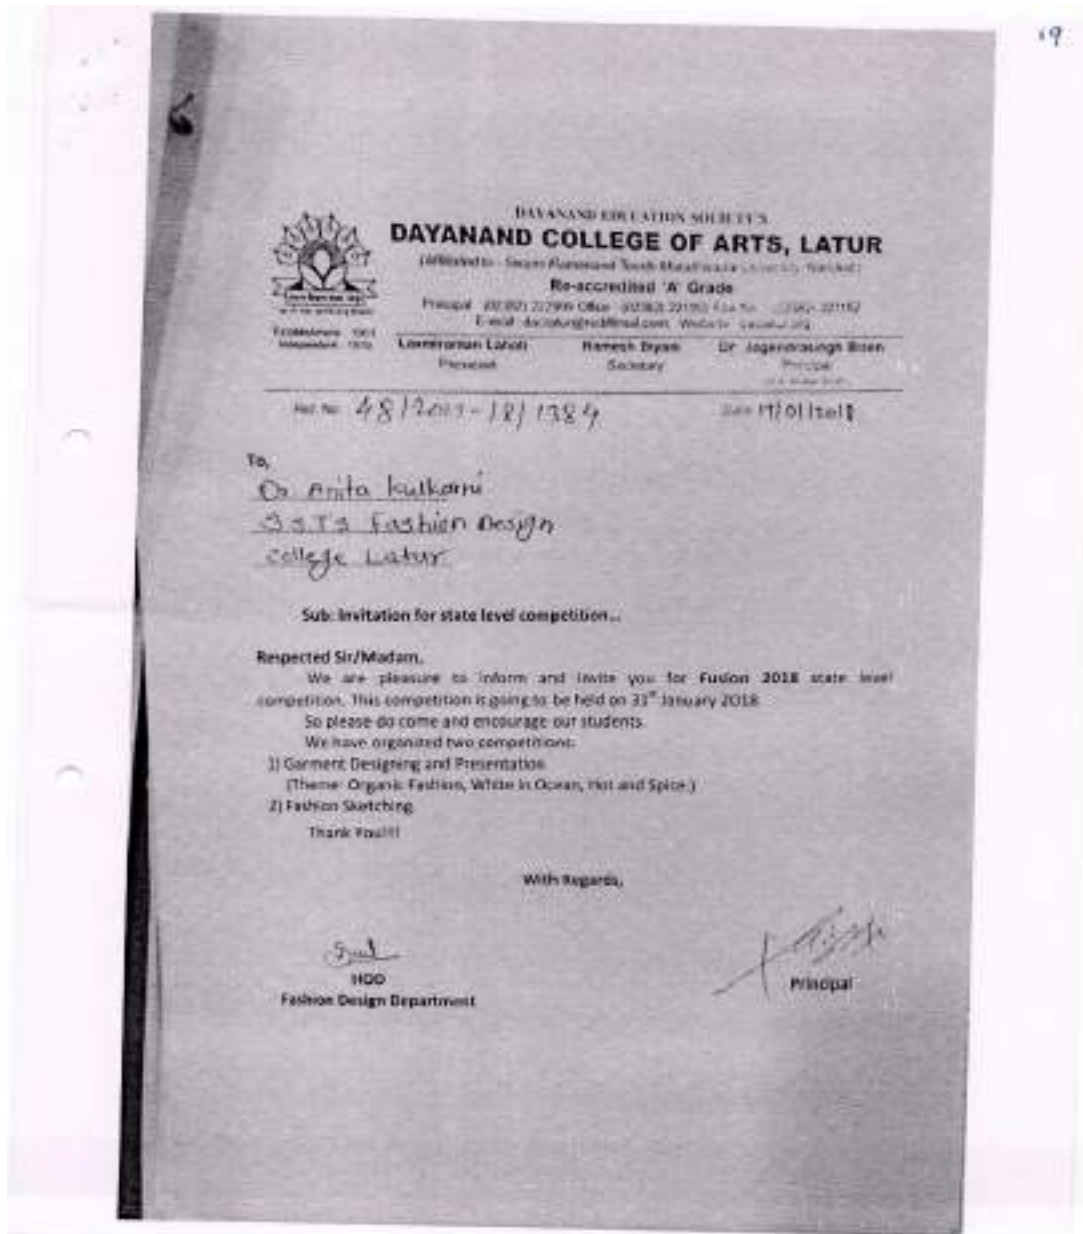 19
DAYANAND EDUCATION SOCIETY'S
DAYANAND COLLEGE OF ARTS, LATUR
Re-accredited 'A' Grade
Laxmiraman Lahoti Ramesh Biyani Dr Jogendrasingh Bisen
President Secretary Principal
Ref. No. 48/2017-18/1384 Date 17/01/2018
To,
Dr Anita Kulkarni
SSTS Fashion Design
College Latur
Sub: Invitation for state level competition...
Respected Sir/Madam,
We are pleasure to inform and invite you for Fusion 2018 state level
competition. This competition is going to be held on 31st January 2018
So please do come and encourage our students.
We have organized two competitions:
1) Garment Designing and Presentation
(Theme: Organic Fashion, White in Ocean, Hot and Spice.)
2) Fashion Sketching
Thank You!!!
With Regards,
HOD
Fashion Design Department
Principal